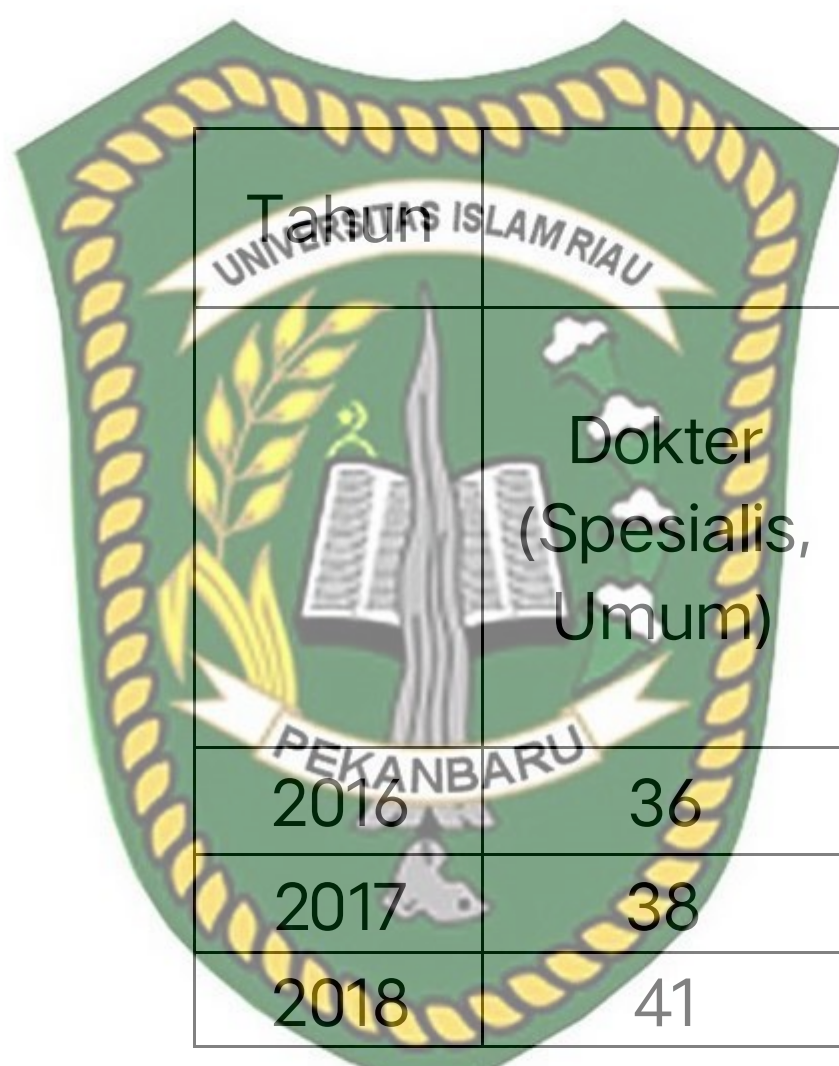 Tahun
UNIVERSITAS ISLAM RIAU
Dokter
(Spesialis,
Umum)
PEKANBARU
2016 36
2017 38
2018 41